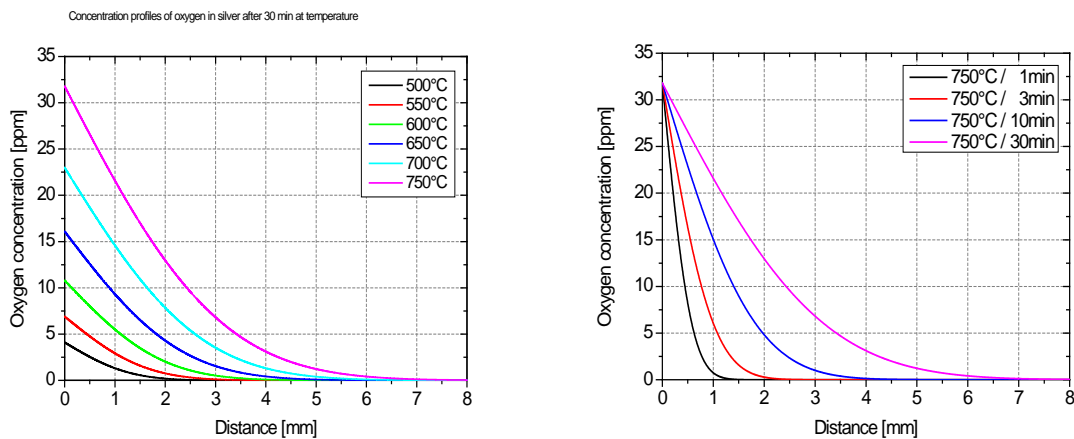 Concentration profiles of oxygen in silver after 30 min at temperature
35
30
25
20
15
10
5
0
0 1 2 3 4 5 6 7 8
Oxygen concentration [ppm]
Distance [mm]
500°C
550°C
600°C
650°C
700°C
750°C
35
30
25
20
15
10
5
0
0 1 2 3 4 5 6 7 8
Oxygen concentration [ppm]
Distance [mm]
750°C / 1min
750°C / 3min
750°C / 10min
750°C / 30min